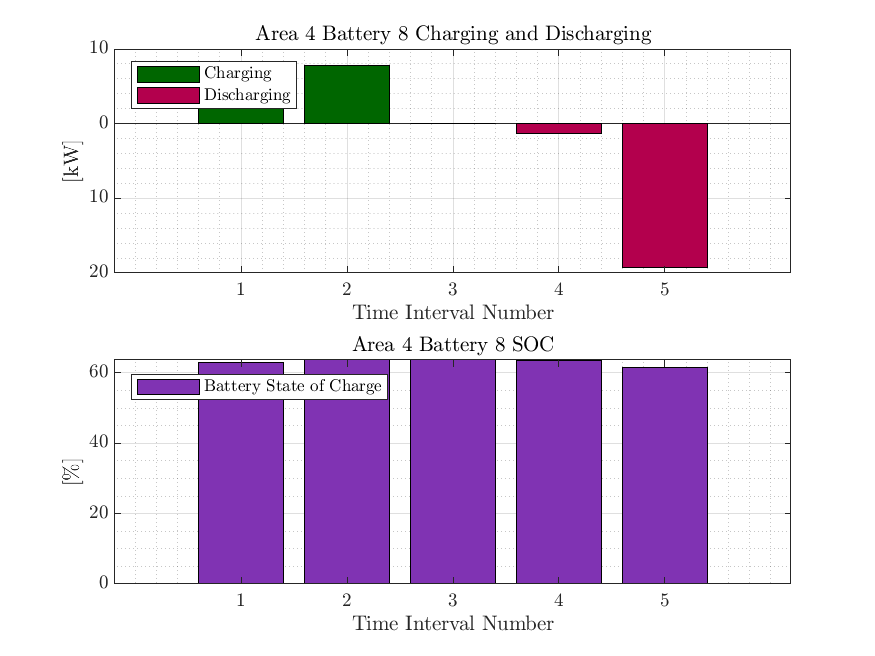 Area 4 Battery 8 Charging and Discharging
10
Charging
Discharging
0
[kW]
10
20
1 2 3 4 5
Time Interval Number
Area 4 Battery 8 SOC
60
Battery State of Charge
40
[%]
20
0
1 2 3 4 5
Time Interval Number